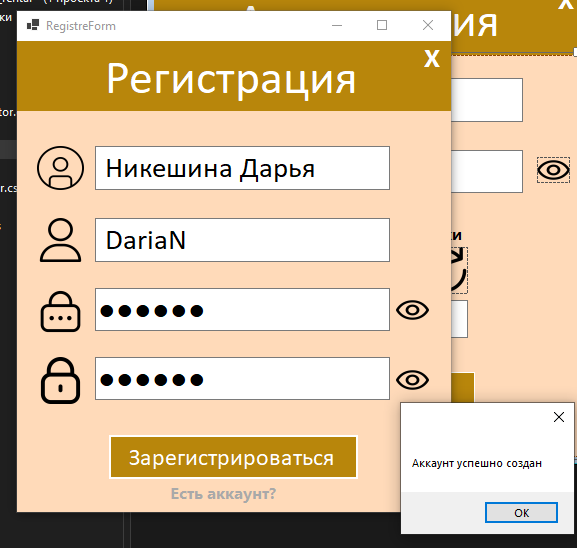 RegistreForm
X
Регистрация
Никешина Дарья
DariaN
Зарегистрироваться
Есть аккаунт?
Аккаунт успешно создан
OK